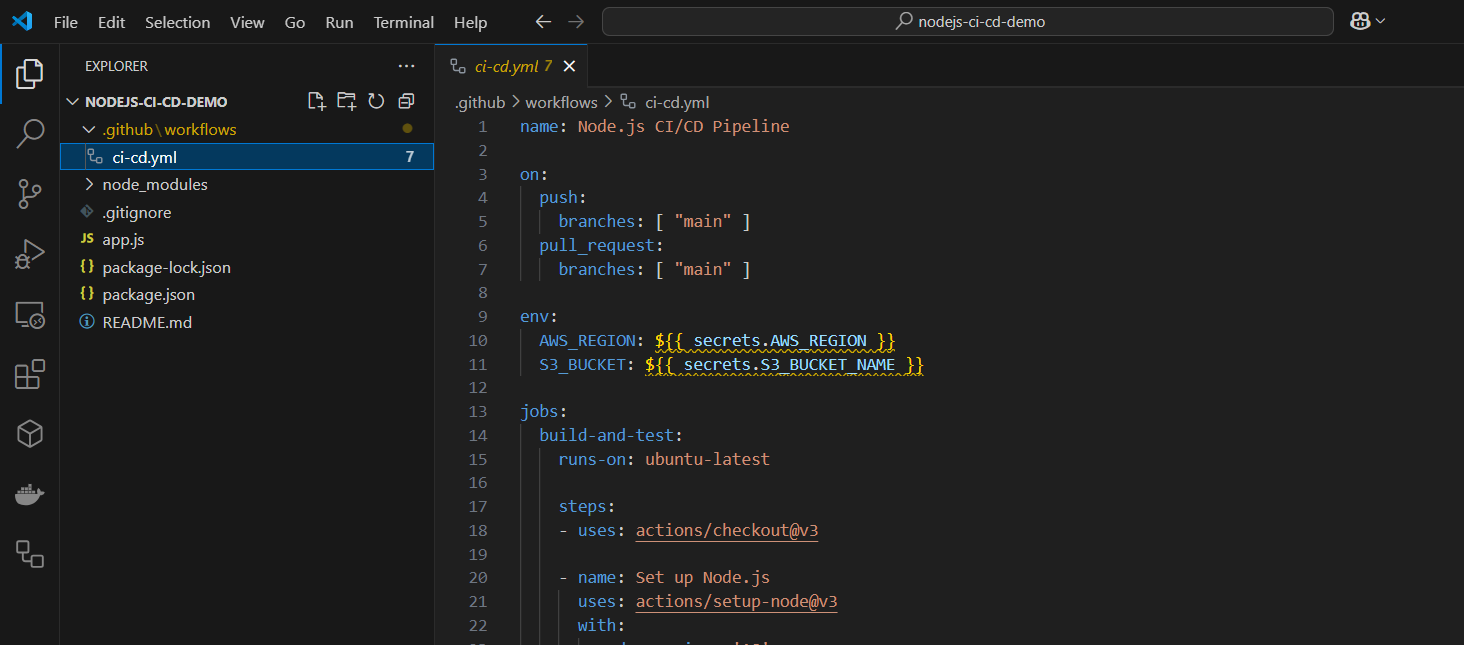 File Edit Selection View Go Run Terminal Help
nodejs-ci-cd-demo
EXPLORER
NODEJS-CI-CD-DEMO
.github\workflows
ci-cd.yml 7
node_modules
.gitignore
JS app.js
{} package-lock.json
{} package.json
README.md
ci-cd.yml 7
.github > workflows > ci-cd.yml
1 name: Node.js CI/CD Pipeline
2
3 on:
4 push:
5 branches: [ "main" ]
6 pull_request:
7 branches: [ "main" ]
8
9 env:
10 AWS_REGION: ${{ secrets.AWS_REGION }}
11 S3_BUCKET: ${{ secrets.S3_BUCKET_NAME }}
12
13 jobs:
14 build-and-test:
15 runs-on: ubuntu-latest
16
17 steps:
18 - uses: actions/checkout@v3
19
20 - name: Set up Node.js
21 uses: actions/setup-node@v3
22 with: